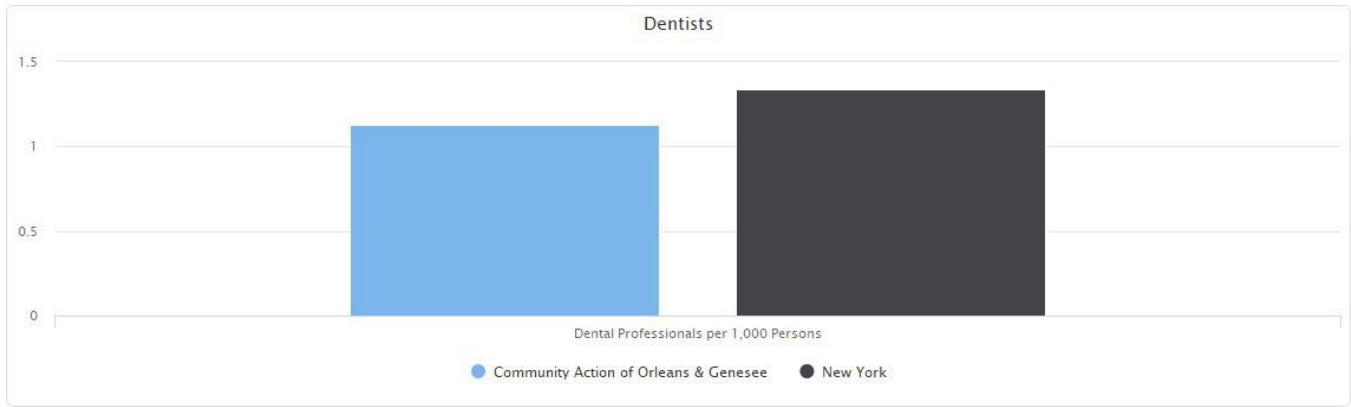 Dentists
1.5
1
0.5
0
Dental Professionals per 1,000 Persons
Community Action of Orleans & Genesee
New York